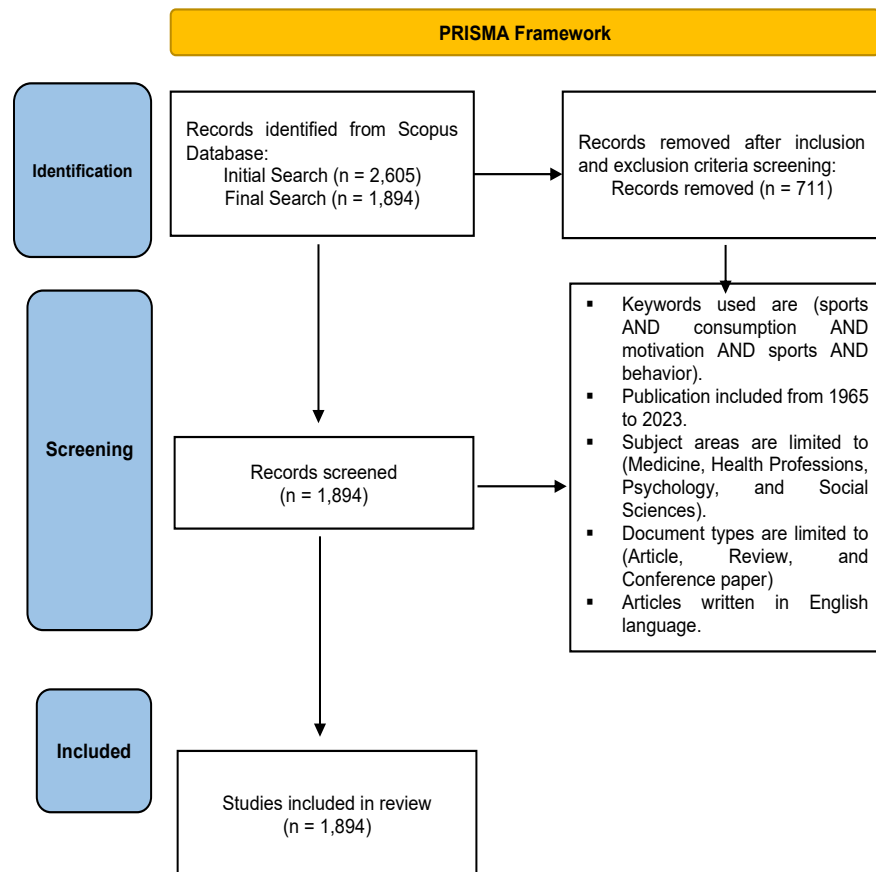 PRISMA Framework
Identification
Records identified from Scopus
Database:
Initial Search (n = 2,605)
Final Search (n = 1,894)
Records removed after inclusion
and exclusion criteria screening:
Records removed (n = 711)
Screening
Records screened
(n = 1,894)
▪ Keywords used are (sports
AND consumption AND
motivation AND sports AND
behavior).
▪ Publication included from 1965
to 2023.
▪ Subject areas are limited to
(Medicine, Health Professions,
Psychology, and Social
Sciences).
▪ Document types are limited to
(Article, Review, and
Conference paper)
▪ Articles written in English
language.
Included
Studies included in review
(n = 1,894)